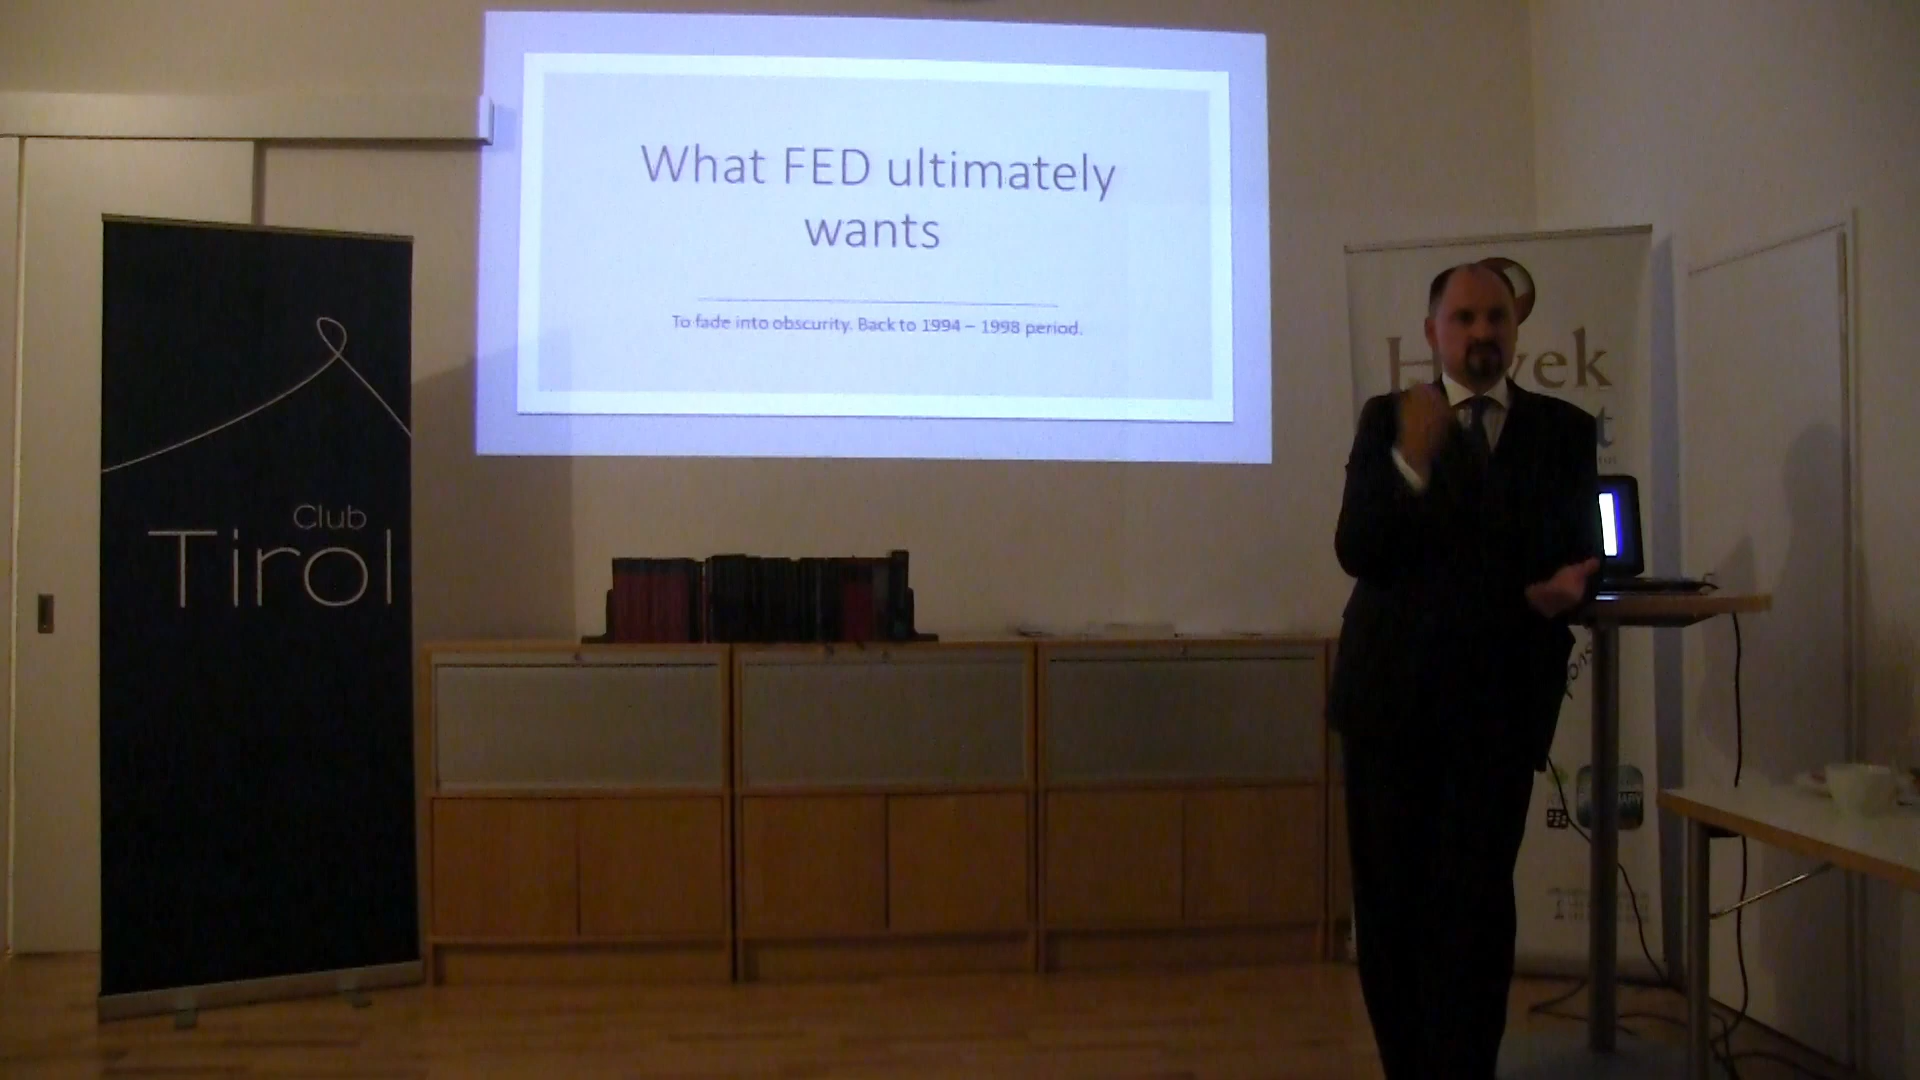 What FED ultimately
wants
To fade into obscurity. Back to 1994 – 1998 period.
Club
Tirol